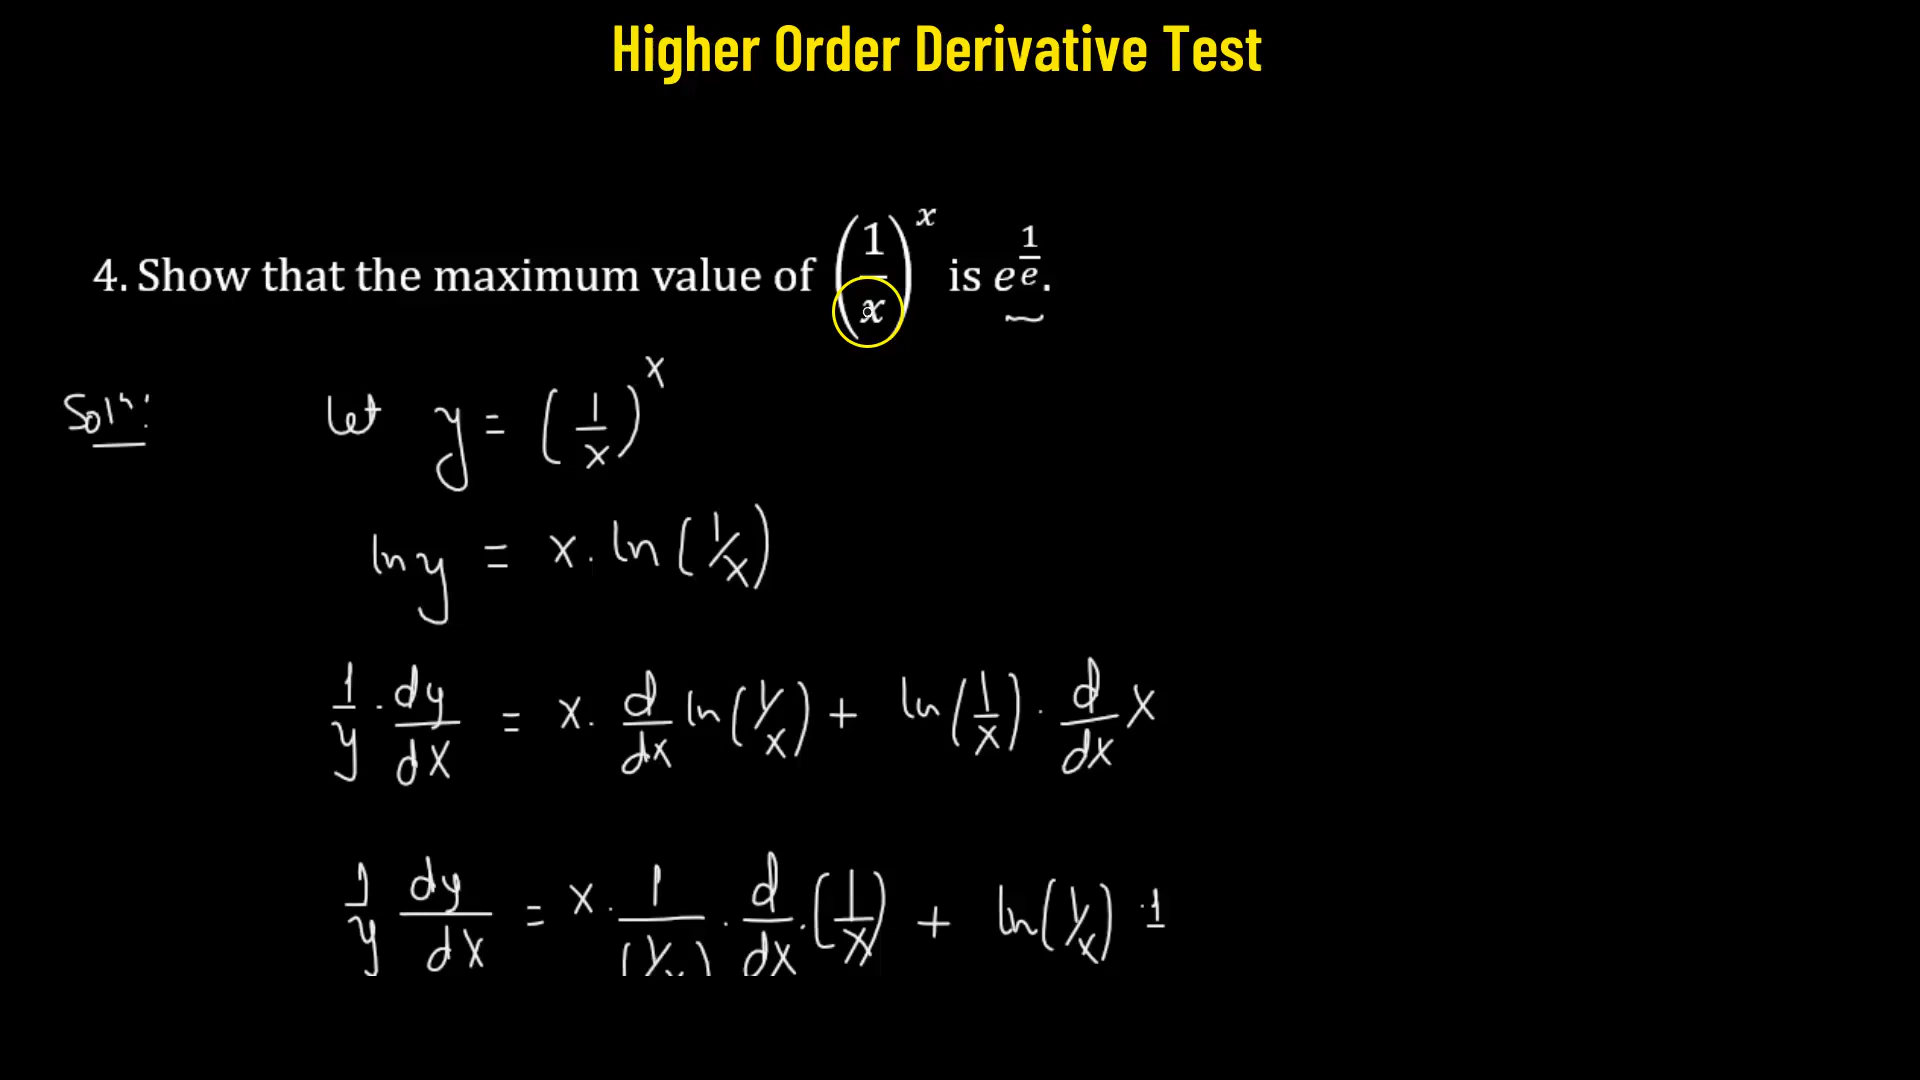 Higher Order Derivative Test
4. Show that the maximum value of (1/x)^x is e^(1/e).
Soln: let y = (1/x)^x
ln y = x . ln (1/x)
1/y . dy/dx = x . d/dx ln (1/x) + ln (1/x) . d/dx x
1/y dy/dx = x . 1/(1/x) . d/dx . (1/x) + ln (1/x) . 1